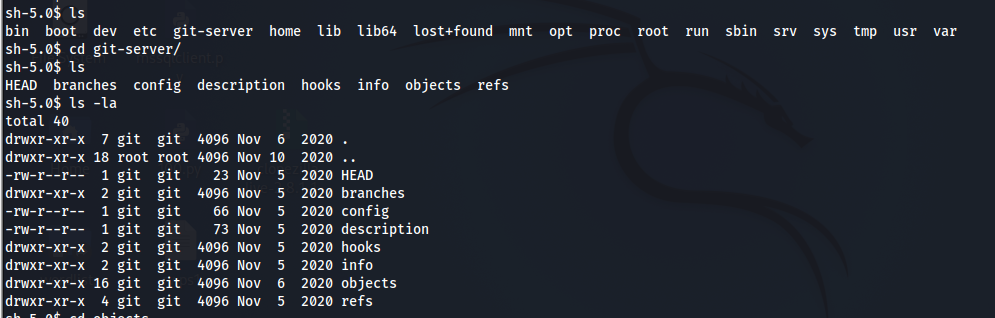 sh-5.0$ ls
bin boot dev etc git-server home lib lib64 lost+found mnt opt proc root run sbin srv sys tmp usr var
sh-5.0$ cd git-server/
sh-5.0$ ls
HEAD branches config description hooks info objects refs
sh-5.0$ ls -la
total 40
drwxr-xr-x 7 git git 4096 Nov 6 2020 .
drwxr-xr-x 18 root root 4096 Nov 10 2020 ..
-rw-r--r-- 1 git git 23 Nov 5 2020 HEAD
drwxr-xr-x 2 git git 4096 Nov 5 2020 branches
-rw-r--r-- 1 git git 66 Nov 5 2020 config
-rw-r--r-- 1 git git 73 Nov 5 2020 description
drwxr-xr-x 2 git git 4096 Nov 5 2020 hooks
drwxr-xr-x 2 git git 4096 Nov 5 2020 info
drwxr-xr-x 16 git git 4096 Nov 6 2020 objects
drwxr-xr-x 4 git git 4096 Nov 5 2020 refs
sh-5.0$ cd objects